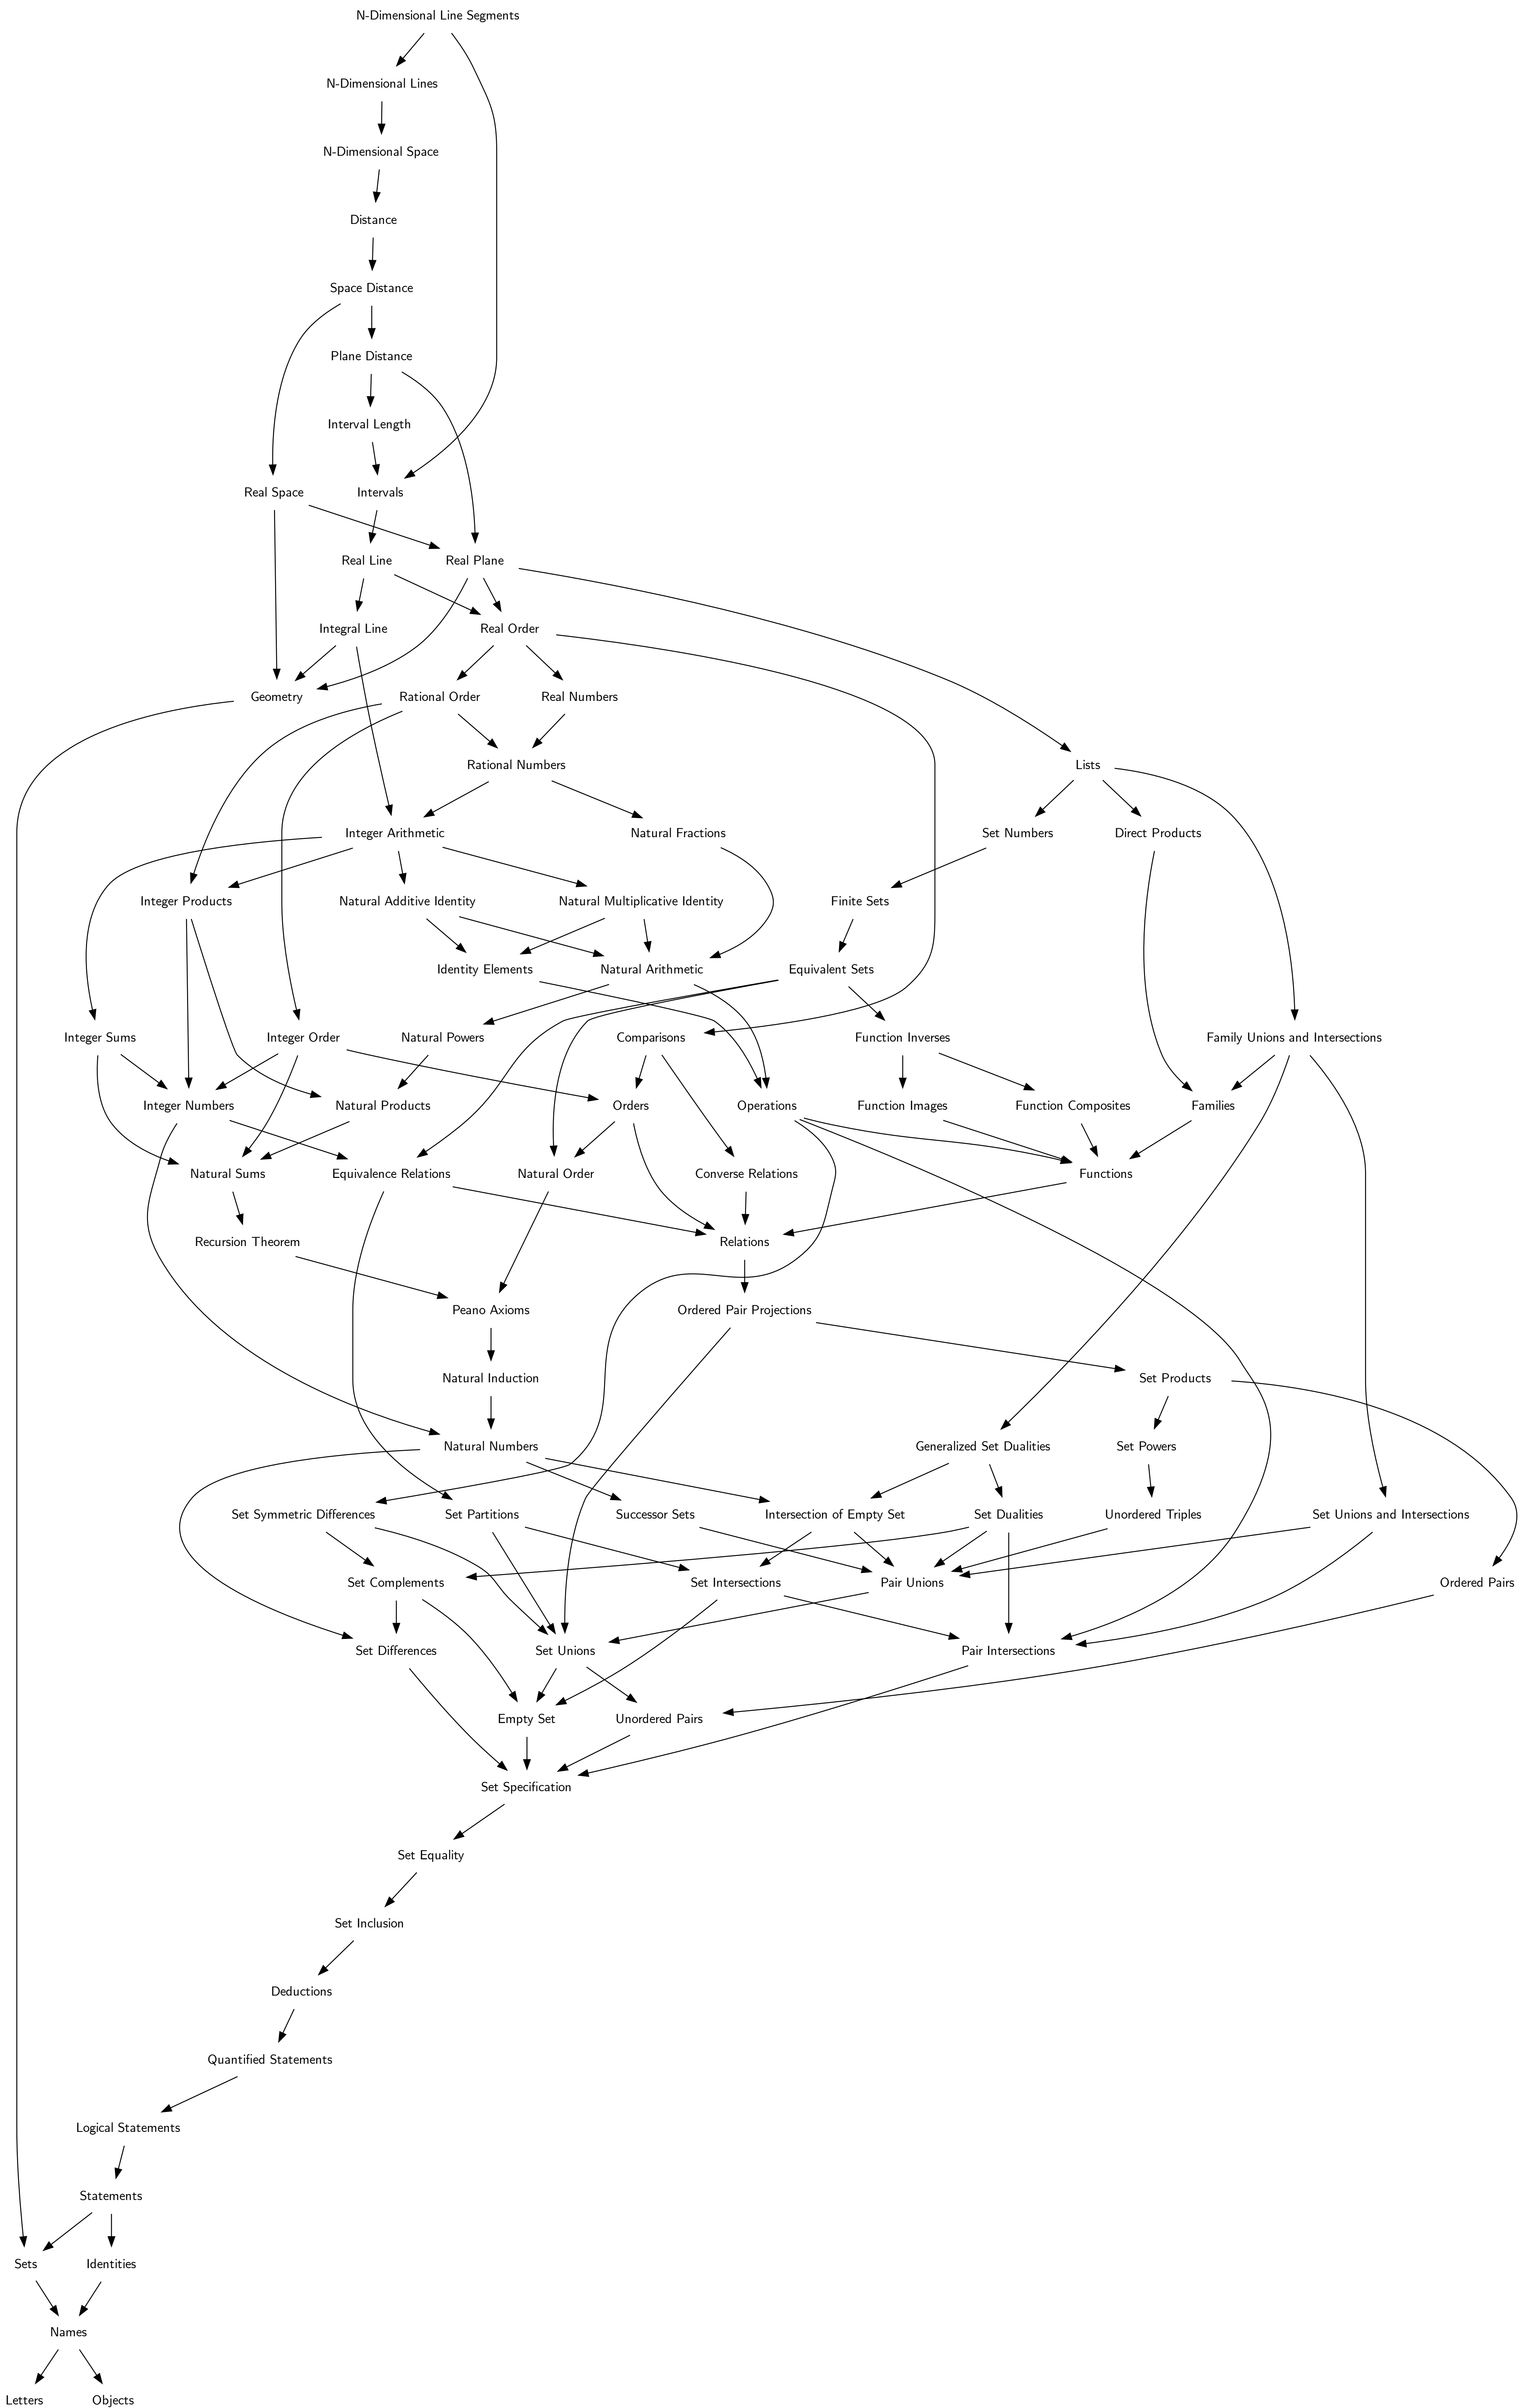 N-Dimensional Line Segments
N-Dimensional Lines
N-Dimensional Space
Distance
Space Distance
Plane Distance
Interval Length
Real Space
Intervals
Real Line
Real Plane
Integral Line
Real Order
Geometry
Rational Order
Real Numbers
Rational Numbers
Lists
Integer Arithmetic
Natural Fractions
Set Numbers
Direct Products
Integer Products
Natural Additive Identity
Natural Multiplicative Identity
Finite Sets
Identity Elements
Natural Arithmetic
Equivalent Sets
Integer Sums
Integer Order
Natural Powers
Comparisons
Function Inverses
Family Unions and Intersections
Integer Numbers
Natural Products
Orders
Operations
Function Images
Function Composites
Families
Natural Sums
Equivalence Relations
Natural Order
Converse Relations
Functions
Recursion Theorem
Relations
Peano Axioms
Ordered Pair Projections
Natural Induction
Set Products
Natural Numbers
Generalized Set Dualities
Set Powers
Set Symmetric Differences
Set Partitions
Successor Sets
Intersection of Empty Set
Set Dualities
Unordered Triples
Set Unions and Intersections
Set Complements
Set Intersections
Pair Unions
Ordered Pairs
Set Differences
Set Unions
Pair Intersections
Empty Set
Unordered Pairs
Set Specification
Set Equality
Set Inclusion
Deductions
Quantified Statements
Logical Statements
Statements
Sets
Identities
Names
Letters
Objects